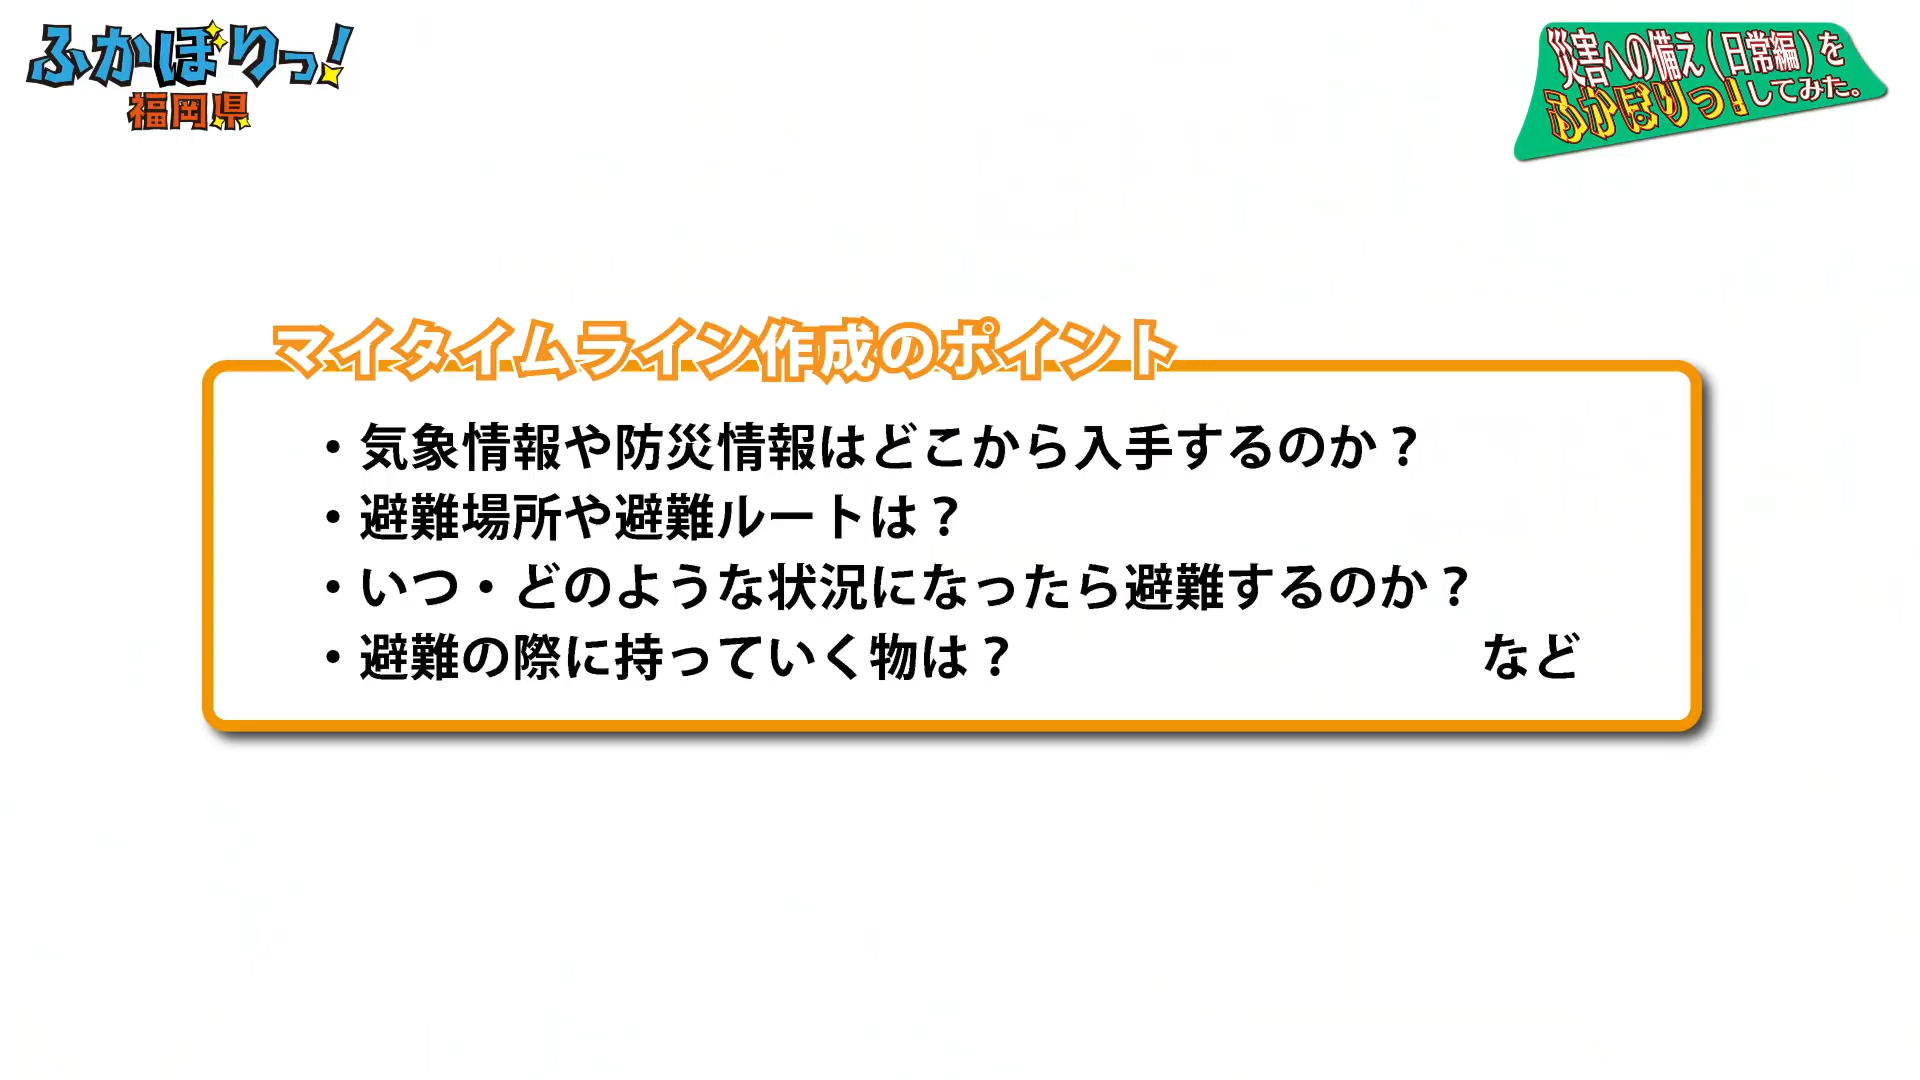 ふかぼりっ!
福岡県
災害への備え(日常編)を
ふかぼりっ!してみた。
マイタイムライン作成のポイント
・気象情報や防災情報はどこから入手するのか？
・避難場所や避難ルートは？
・いつ・どのような状況になったら避難するのか？
・避難の際に持っていく物は？ など